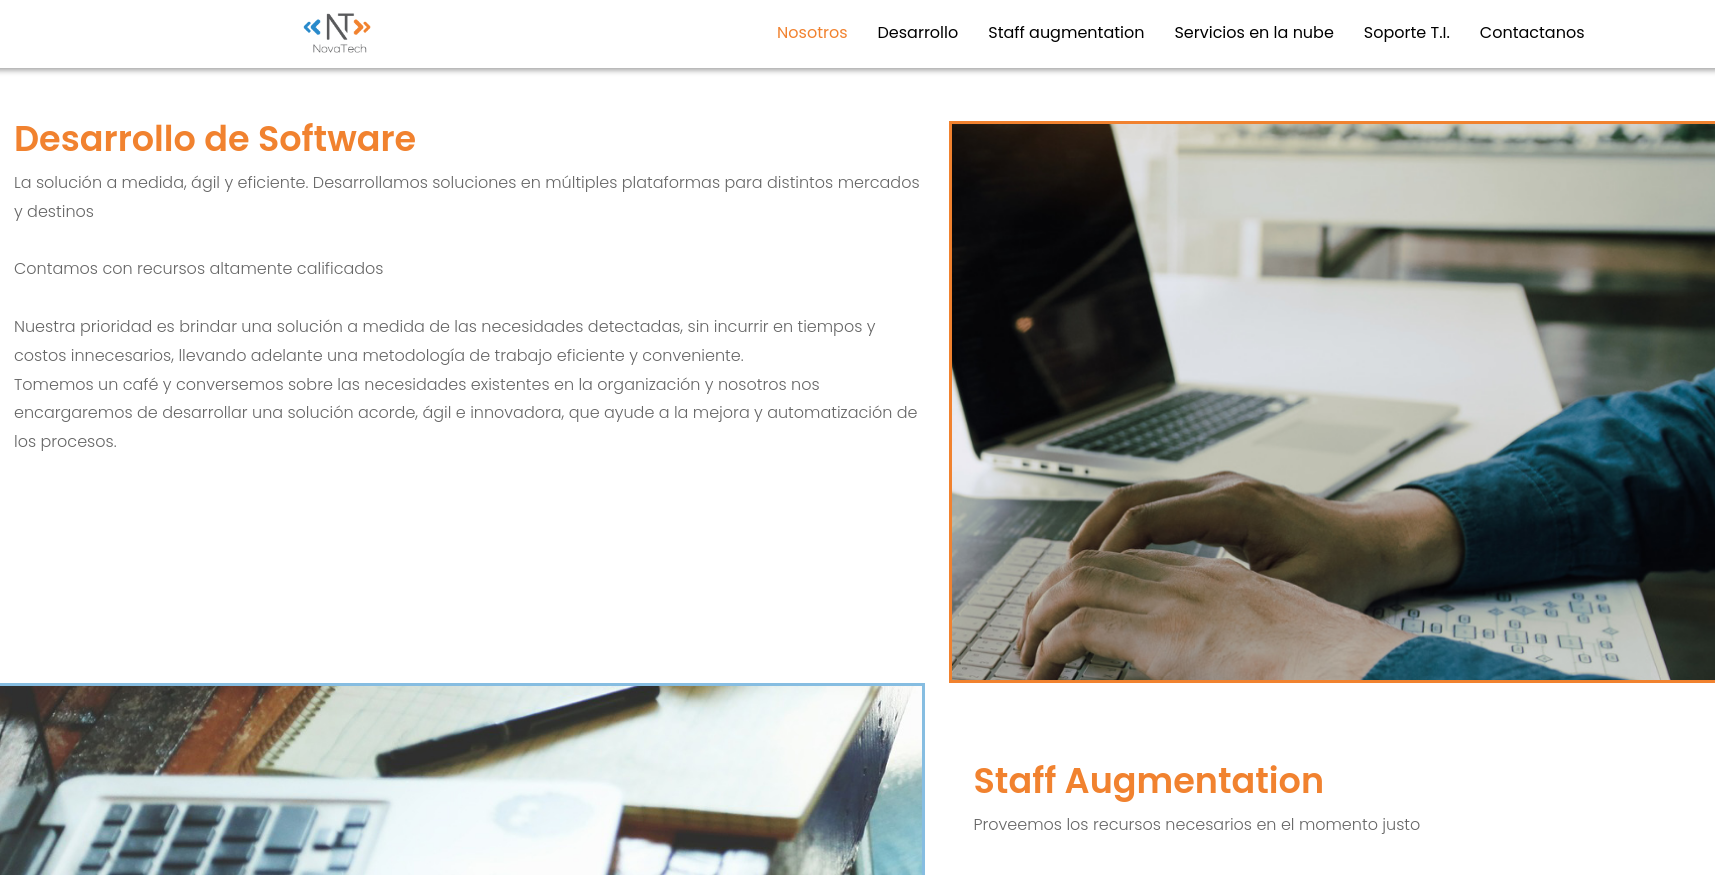 NT
NovaTech
Nosotros Desarrollo Staff augmentation Servicios en la nube Soporte T.I. Contactanos
Desarrollo de Software
La solución a medida, ágil y eficiente. Desarrollamos soluciones en múltiples plataformas para distintos mercados
y destinos
Contamos con recursos altamente calificados
Nuestra prioridad es brindar una solución a medida de las necesidades detectadas, sin incurrir en tiempos y
costos innecesarios, llevando adelante una metodología de trabajo eficiente y conveniente.
Tomemos un café y conversemos sobre las necesidades existentes en la organización y nosotros nos
encargaremos de desarrollar una solución acorde, ágil e innovadora, que ayude a la mejora y automatización de
los procesos.
Staff Augmentation
Proveemos los recursos necesarios en el momento justo